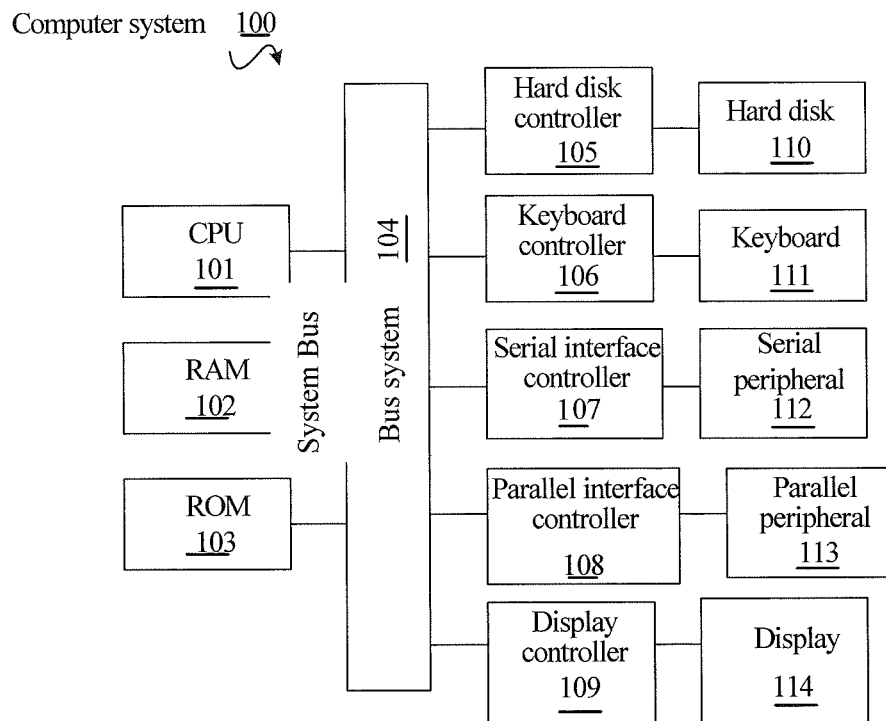 Computer system 100
CPU
101
RAM
102
ROM
103
System Bus
Bus system 104
Hard disk
controller
105
Hard disk
110
Keyboard
controller
106
Keyboard
111
Serial interface
controller
107
Serial
peripheral
112
Parallel interface
controller
108
Parallel
peripheral
113
Display
controller
109
Display
114